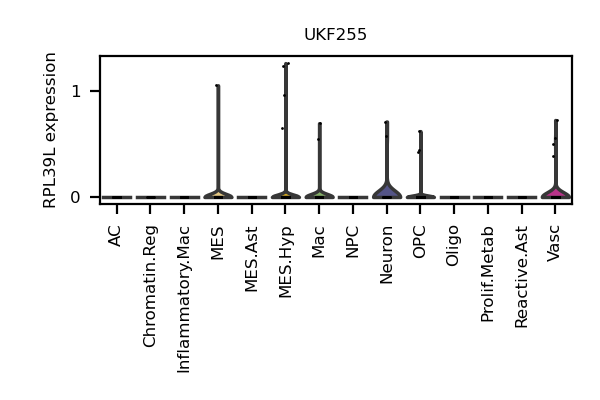 UKF255
RPL39L expression
1
0
AC
Chromatin.Reg
Inflammatory.Mac
MES
MES.Ast
MES.Hyp
Mac
NPC
Neuron
OPC
Oligo
Prolif.Metab
Reactive.Ast
Vasc